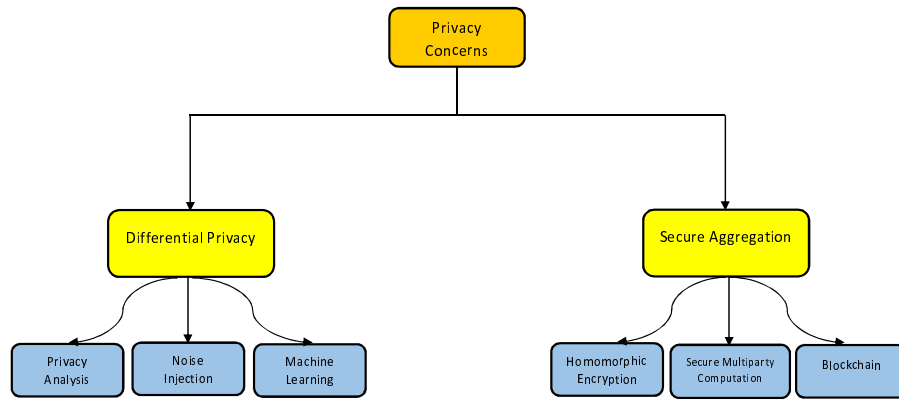 Privacy
Concerns
Differential Privacy
Secure Aggregation
Privacy
Analysis
Noise
Injection
Machine
Learning
Homomorphic
Encryption
Secure Multiparty
Computation
Blockchain